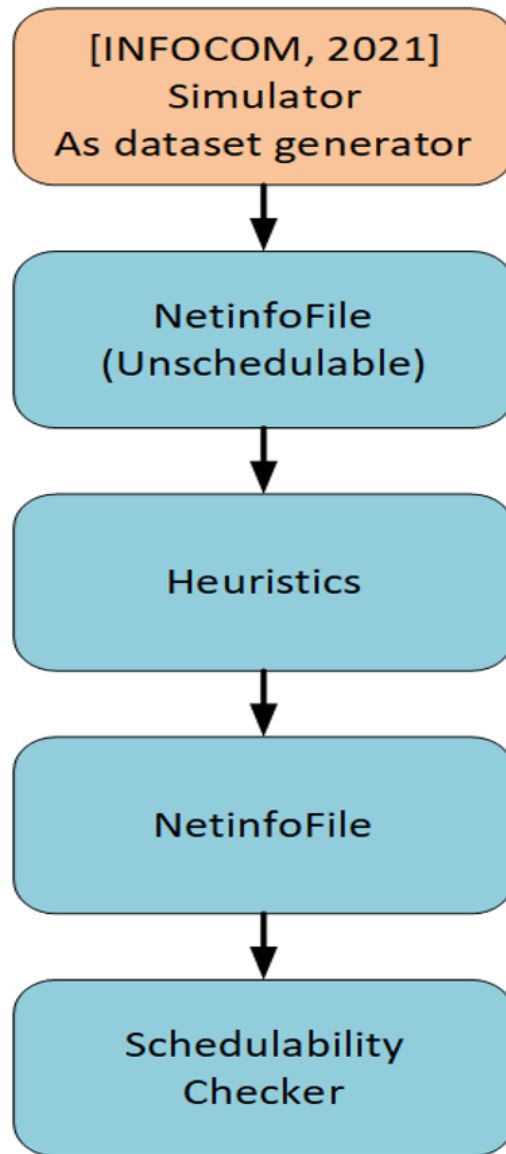 [INFOCOM, 2021]
Simulator
As dataset generator
NetinfoFile
(Unschedulable)
Heuristics
NetinfoFile
Schedulability
Checker